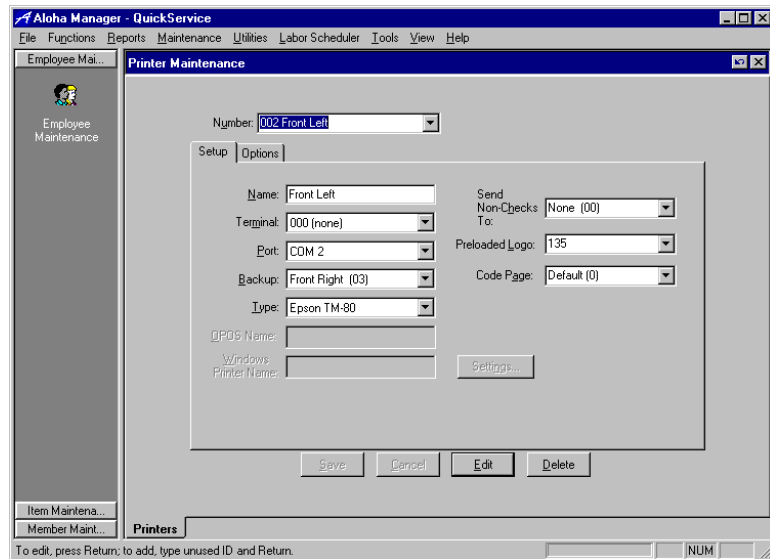 Aloha Manager - QuickService
File Functions Reports Maintenance Utilities Labor Scheduler Tools View Help
Employee Mai...
Printer Maintenance
Employee
Maintenance
Number: 002 Front Left
Setup Options
Name: Front Left
Terminal: 000 (none)
Port: COM 2
Backup: Front Right (03)
Type: Epson TM-80
OPOS Name:
Windows
Printer Name:
Send
Non-Checks
To: None (00)
Preloaded Logo: 135
Code Page: Default (0)
Settings...
Save Cancel Edit Delete
Item Maintena...
Member Maint...
Printers
To edit, press Return; to add, type unused ID and Return.
NUM